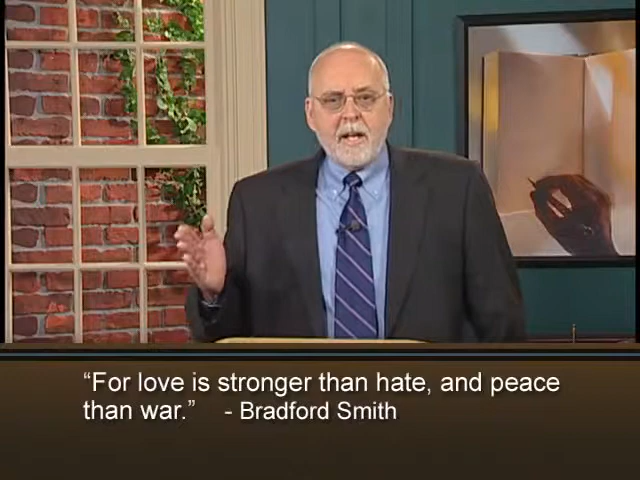 “For love is stronger than hate, and peace
than war.” - Bradford Smith